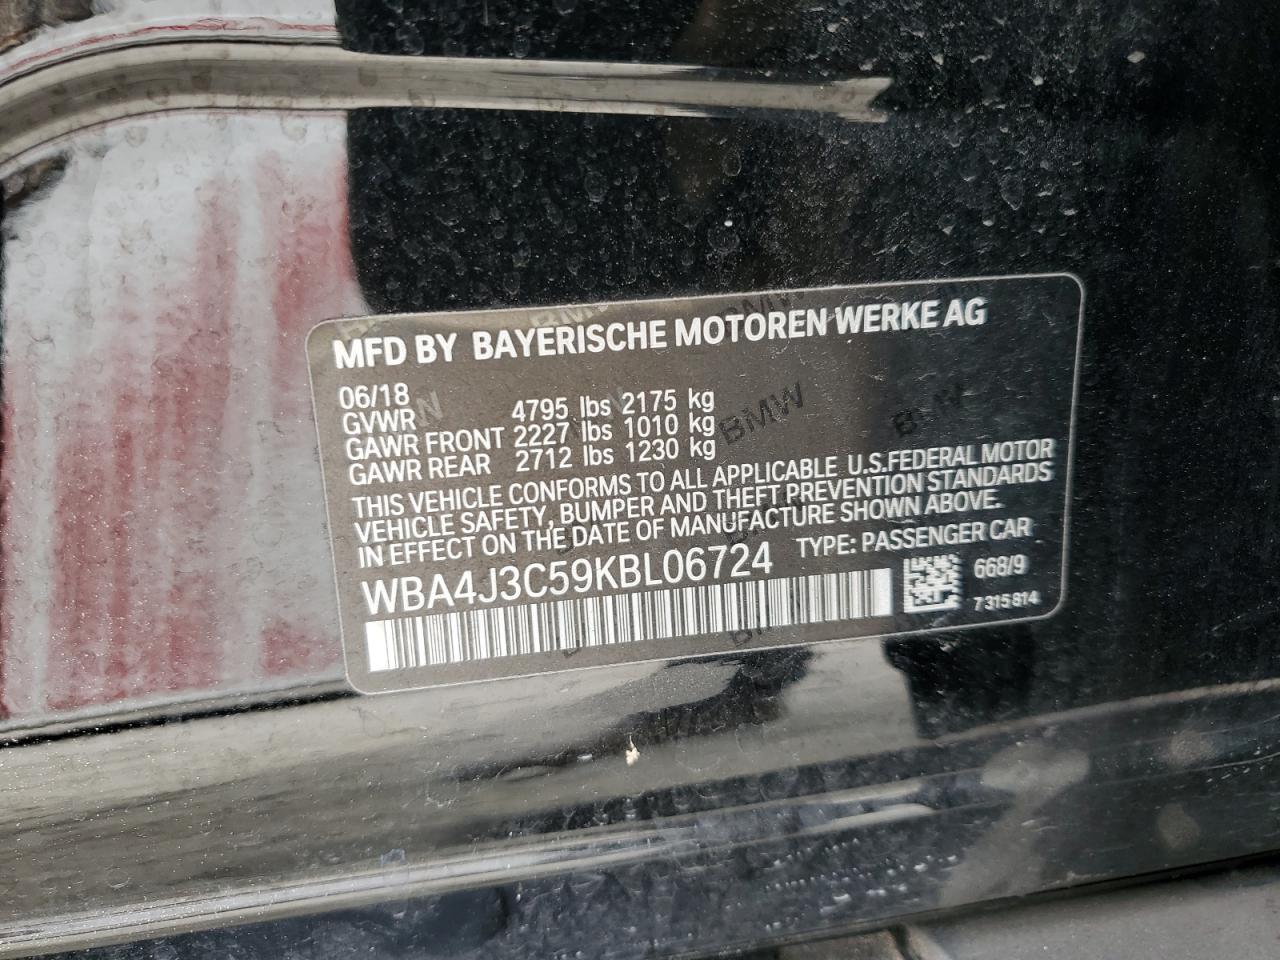 MFD BY BAYERISCHE MOTOREN WERKE AG
06/18
GVWR 4795 lbs 2175 kg
GAWR FRONT 2227 lbs 1010 kg
GAWR REAR 2712 lbs 1230 kg
THIS VEHICLE CONFORMS TO ALL APPLICABLE U.S.FEDERAL MOTOR
VEHICLE SAFETY, BUMPER AND THEFT PREVENTION STANDARDS
IN EFFECT ON THE DATE OF MANUFACTURE SHOWN ABOVE.
WBA4J3C59KBL06724 TYPE: PASSENGER CAR
668/9
7 315 814
BMW
BMW